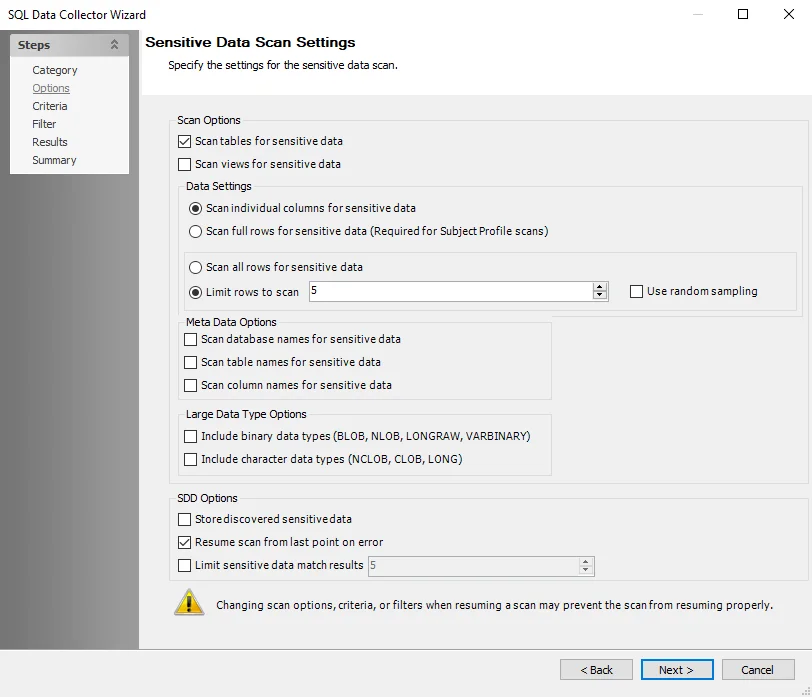 SQL Data Collector Wizard
Steps
Category
Options
Criteria
Filter
Results
Summary
Sensitive Data Scan Settings
Specify the settings for the sensitive data scan.
Scan Options
Scan tables for sensitive data
Scan views for sensitive data
Data Settings
Scan individual columns for sensitive data
Scan full rows for sensitive data (Required for Subject Profile scans)
Scan all rows for sensitive data
Limit rows to scan 5 Use random sampling
Meta Data Options
Scan database names for sensitive data
Scan table names for sensitive data
Scan column names for sensitive data
Large Data Type Options
Include binary data types (BLOB, NLOB, LONGRAW, VARBINARY)
Include character data types (NCLOB, CLOB, LONG)
SDD Options
Store discovered sensitive data
Resume scan from last point on error
Limit sensitive data match results 5
Changing scan options, criteria, or filters when resuming a scan may prevent the scan from resuming properly.
< Back Next > Cancel